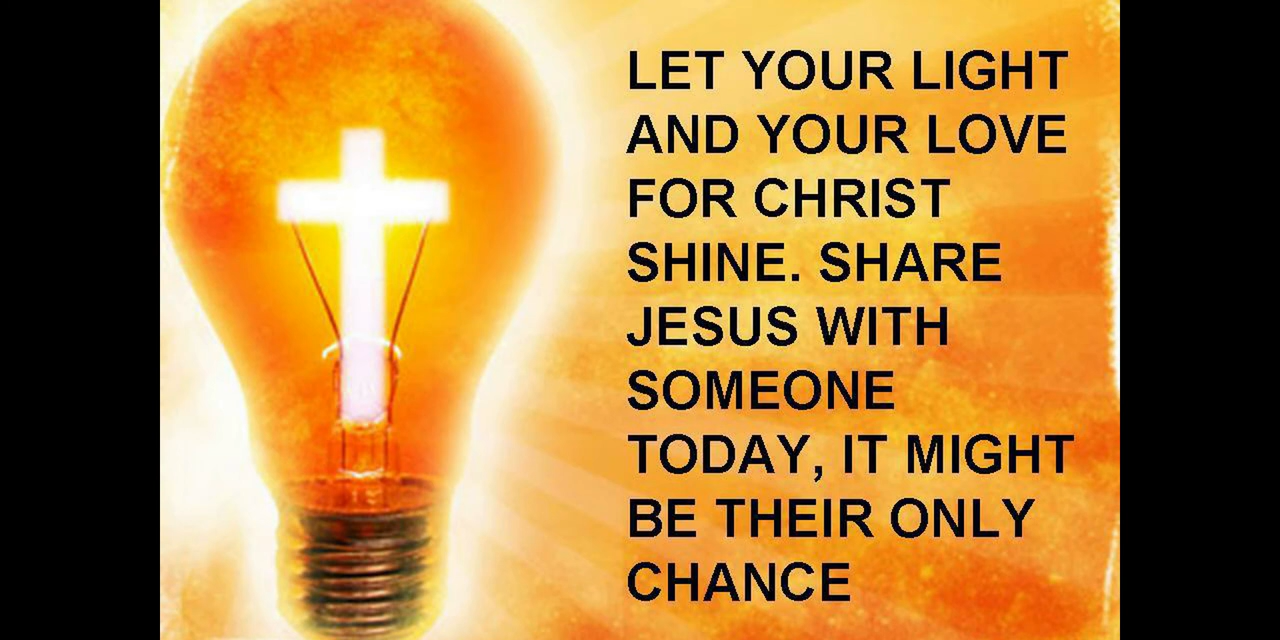 LET YOUR LIGHT
AND YOUR LOVE
FOR CHRIST
SHINE. SHARE
JESUS WITH
SOMEONE
TODAY, IT MIGHT
BE THEIR ONLY
CHANCE